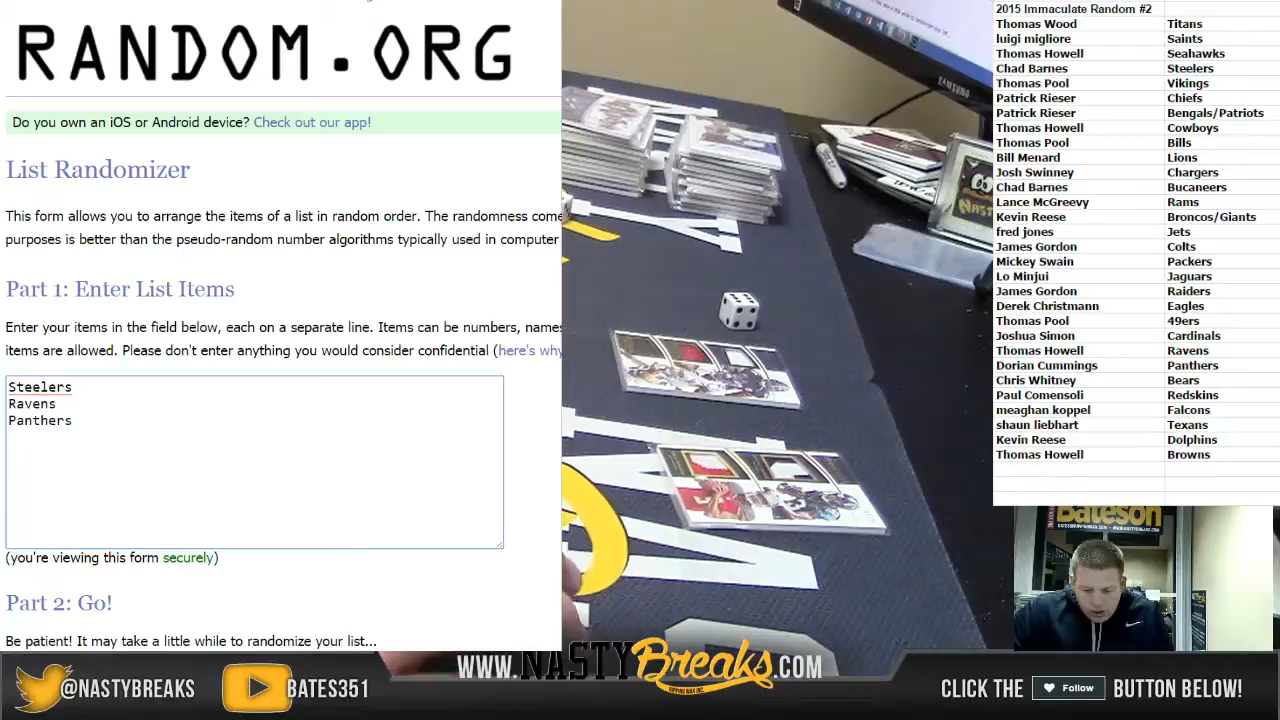 RANDOM.ORG
Do you own an iOS or Android device? Check out our app!
List Randomizer
This form allows you to arrange the items of a list in random order. The randomness come
purposes is better than the pseudo-random number algorithms typically used in computer
Part 1: Enter List Items
Enter your items in the field below, each on a separate line. Items can be numbers, names
items are allowed. Please don't enter anything you would consider confidential (here's why
Steelers
Ravens
Panthers
(you're viewing this form securely)
Part 2: Go!
Be patient! It may take a little while to randomize your list...
SAMSUNG
2015 Immaculate Random #2
Thomas Wood Titans
luigi migliore Saints
Thomas Howell Seahawks
Chad Barnes Steelers
Thomas Pool Vikings
Patrick Rieser Chiefs
Patrick Rieser Bengals/Patriots
Thomas Howell Cowboys
Thomas Pool Bills
Bill Menard Lions
Josh Swinney Chargers
Chad Barnes Bucaneers
Lance McGreevy Rams
Kevin Reese Broncos/Giants
fred jones Jets
James Gordon Colts
Mickey Swain Packers
Lo Minjui Jaguars
James Gordon Raiders
Derek Christmann Eagles
Thomas Pool 49ers
Joshua Simon Cardinals
Thomas Howell Ravens
Dorian Cummings Panthers
Chris Whitney Bears
Paul Comensoli Redskins
meaghan koppel Falcons
shaun liebhart Texans
Kevin Reese Dolphins
Thomas Howell Browns
Bateson
@NASTYBREAKS
BATES351
WWW.NASTYBreaks.COM
RIPPING WAX INC.
CLICK THE Follow BUTTON BELOW!